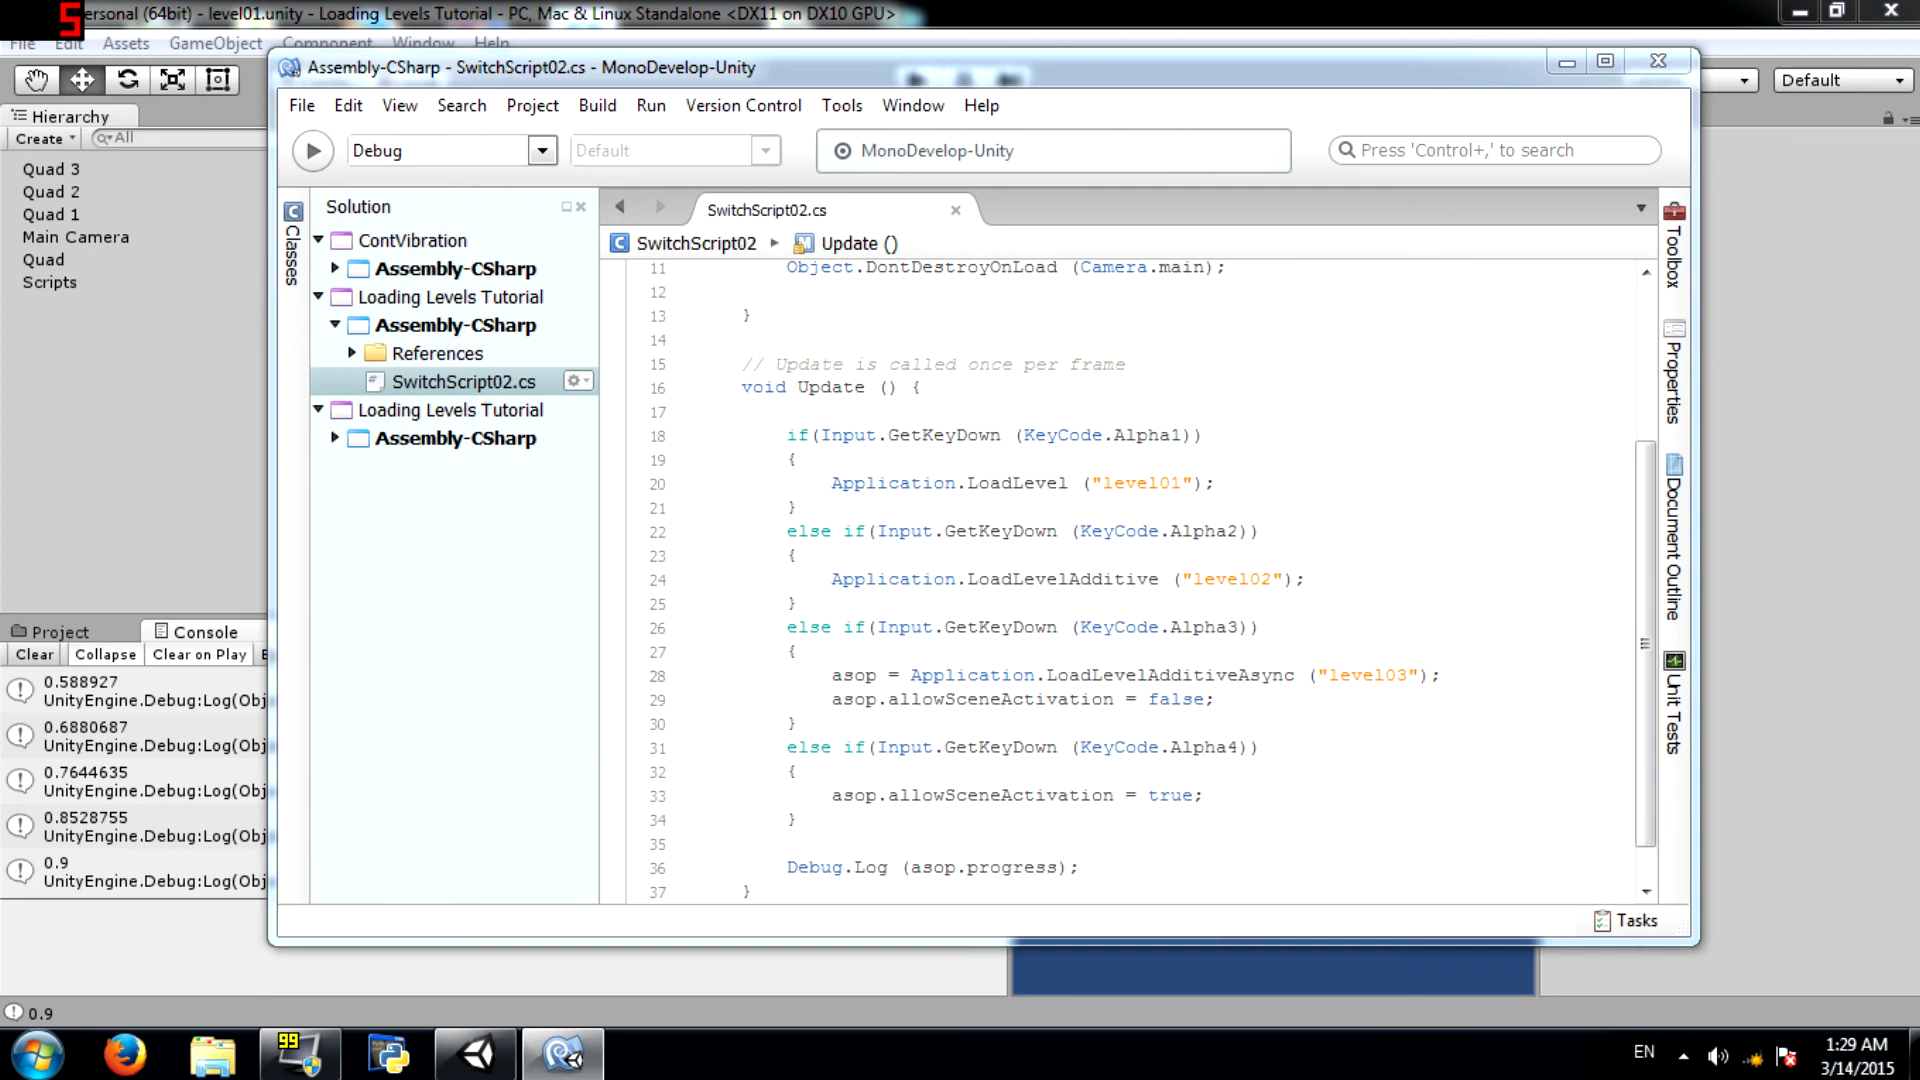 5
ersonal (64bit) - level01.unity - Loading Levels Tutorial - PC, Mac & Linux Standalone <DX11 on DX10 GPU>
File Edit Assets GameObject Component Window Help
Default
Hierarchy
Create
All
Quad 3
Quad 2
Quad 1
Main Camera
Quad
Scripts
Assembly-CSharp - SwitchScript02.cs - MonoDevelop-Unity
File Edit View Search Project Build Run Version Control Tools Window Help
Debug
Default
MonoDevelop-Unity
Press 'Control+,' to search
Classes
Solution
ContVibration
Assembly-CSharp
Loading Levels Tutorial
Assembly-CSharp
References
SwitchScript02.cs
Loading Levels Tutorial
Assembly-CSharp
SwitchScript02.cs
SwitchScript02 Update ()
11 Object.DontDestroyOnLoad (Camera.main);
12
13 }
14
15 // Update is called once per frame
16 void Update () {
17
18 if(Input.GetKeyDown (KeyCode.Alpha1))
19 {
20 Application.LoadLevel ("level01");
21 }
22 else if(Input.GetKeyDown (KeyCode.Alpha2))
23 {
24 Application.LoadLevelAdditive ("level02");
25 }
26 else if(Input.GetKeyDown (KeyCode.Alpha3))
27 {
28 asop = Application.LoadLevelAdditiveAsync ("level03");
29 asop.allowSceneActivation = false;
30 }
31 else if(Input.GetKeyDown (KeyCode.Alpha4))
32 {
33 asop.allowSceneActivation = true;
34 }
35
36 Debug.Log (asop.progress);
37 }
Toolbox
Properties
Document Outline
Unit Tests
Tasks
Project
Console
Clear Collapse Clear on Play E
0.588927
UnityEngine.Debug:Log(Obj
0.6880687
UnityEngine.Debug:Log(Obj
0.7644635
UnityEngine.Debug:Log(Obj
0.8528755
UnityEngine.Debug:Log(Obj
0.9
UnityEngine.Debug:Log(Obj
0.9
99
EN
1:29 AM
3/14/2015